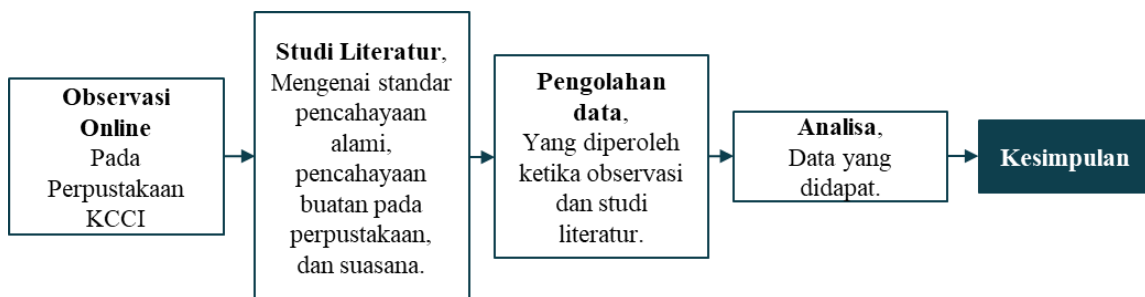 Observasi
Online
Pada
Perpustakaan
KCCI
Studi Literatur,
Mengenai standar
pencahayaan
alami,
pencahayaan
buatan pada
perpustakaan,
dan suasana.
Pengolahan
data,
Yang diperoleh
ketika observasi
dan studi
literatur.
Analisa,
Data yang
didapat.
Kesimpulan